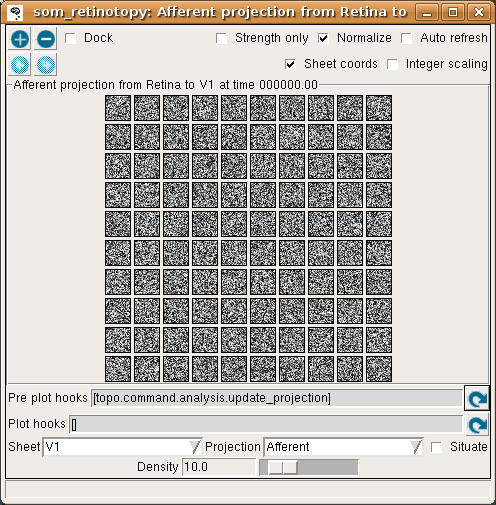 som_retinotopy: Afferent projection from Retina to
Dock Strength only Normalize Auto refresh
Sheet coords Integer scaling
Afferent projection from Retina to V1 at time 000000.00
Pre plot hooks [topo.command.analysis.update_projection]
Plot hooks []
Sheet V1 Projection Afferent Situate
Density 10.0